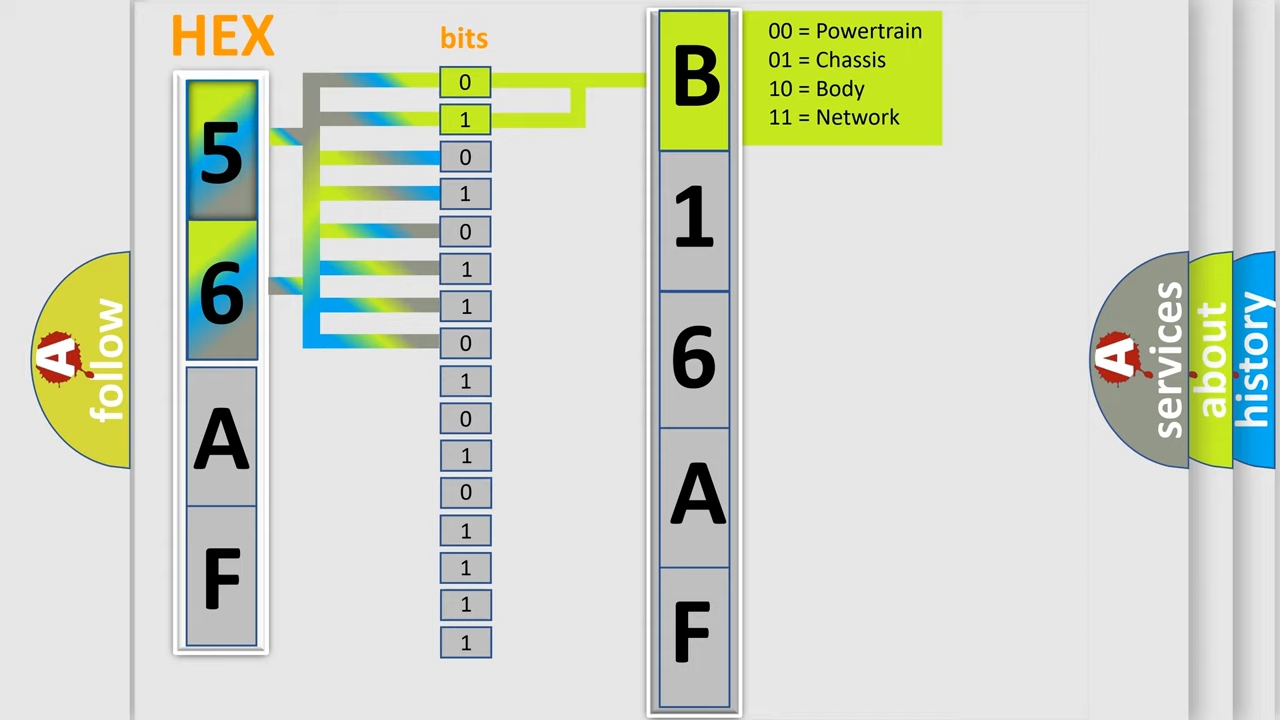 HEX
bits
5
6
A
F
0
1
0
1
0
1
1
0
1
0
1
0
1
1
1
1
B
1
6
A
F
00 = Powertrain
01 = Chassis
10 = Body
11 = Network
A
follow
A
services
about
history